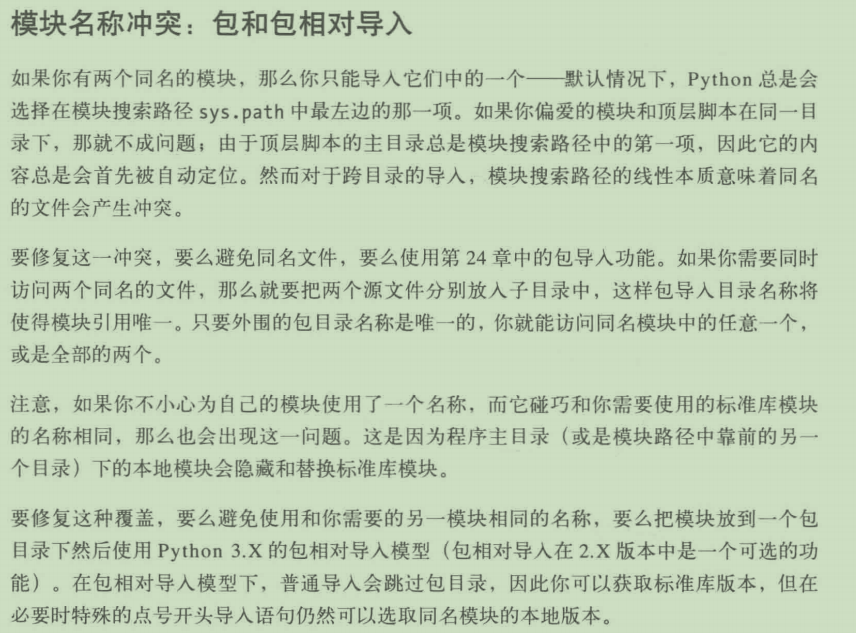 模块名称冲突：包和包相对导入
如果你有两个同名的模块，那么你只能导入它们中的一个——默认情况下，Python 总是会
选择在模块搜索路径 sys.path 中最左边的那一项。如果你偏爱的模块和顶层脚本在同一目
录下，那就不成问题；由于顶层脚本的主目录总是模块搜索路径中的第一项，因此它的内
容总是会首先被自动定位。然而对于跨目录的导入，模块搜索路径的线性本质意味着同名
的文件会产生冲突。
要修复这一冲突，要么避免同名文件，要么使用第 24 章中的包导入功能。如果你需要同时
访问两个同名的文件，那么就要把两个源文件分别放入子目录中，这样包导入目录名称将
使得模块引用唯一。只要外围的包目录名称是唯一的，你就能访问同名模块中的任意一个，
或是全部的两个。
注意，如果你不小心为自己的模块使用了一个名称，而它碰巧和你需要使用的标准库模块
的名称相同，那么也会出现这一问题。这是因为程序主目录（或是模块路径中靠前的另一
个目录）下的本地模块会隐藏和替换标准库模块。
要修复这种覆盖，要么避免使用和你需要的另一模块相同的名称，要么把模块放到一个包
目录下然后使用 Python 3.X 的包相对导入模型（包相对导入在 2.X 版本中是一个可选的功
能）。在包相对导入模型下，普通导入会跳过包目录，因此你可以获取标准库版本，但在
必要时特殊的点号开头导入语句仍然可以选取同名模块的本地版本。